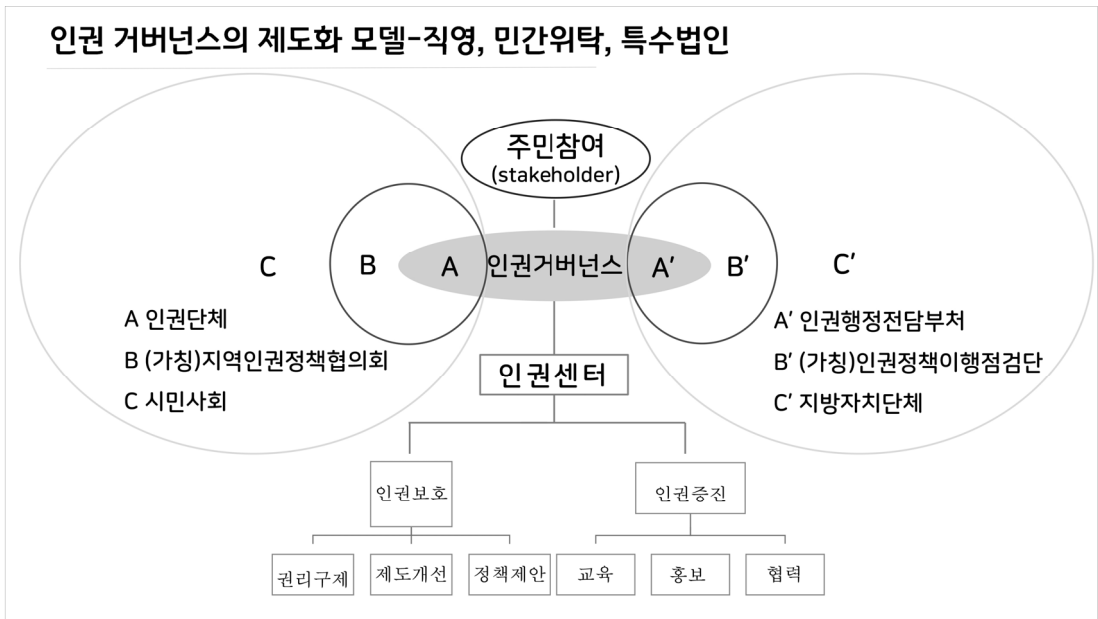 인권 거버넌스의 제도화 모델-직영, 민간위탁, 특수법인
주민참여
(stakeholder)
C
B
A
인권거버넌스
A′
B′
C′
A 인권단체
B (가칭)지역인권정책협의회
C 시민사회
A′ 인권행정전담부처
B′ (가칭)인권정책이행점검단
C′ 지방자치단체
인권센터
인권보호
인권증진
권리구제
제도개선
정책제안
교육
홍보
협력